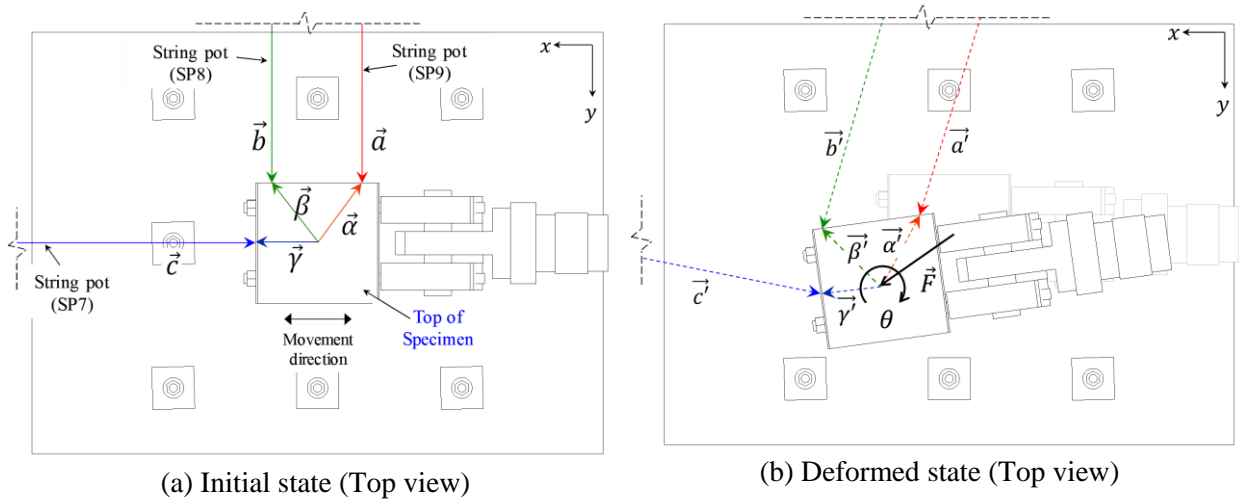 String pot
(SP8)
String pot
(SP9)
x
y
b⃗
a⃗
β⃗
α⃗
γ⃗
c⃗
String pot
(SP7)
Movement
direction
Top of
Specimen
(a) Initial state (Top view)
x
y
b'⃗
a'⃗
β'⃗
α'⃗
F⃗
γ'⃗
θ
c'⃗
(b) Deformed state (Top view)